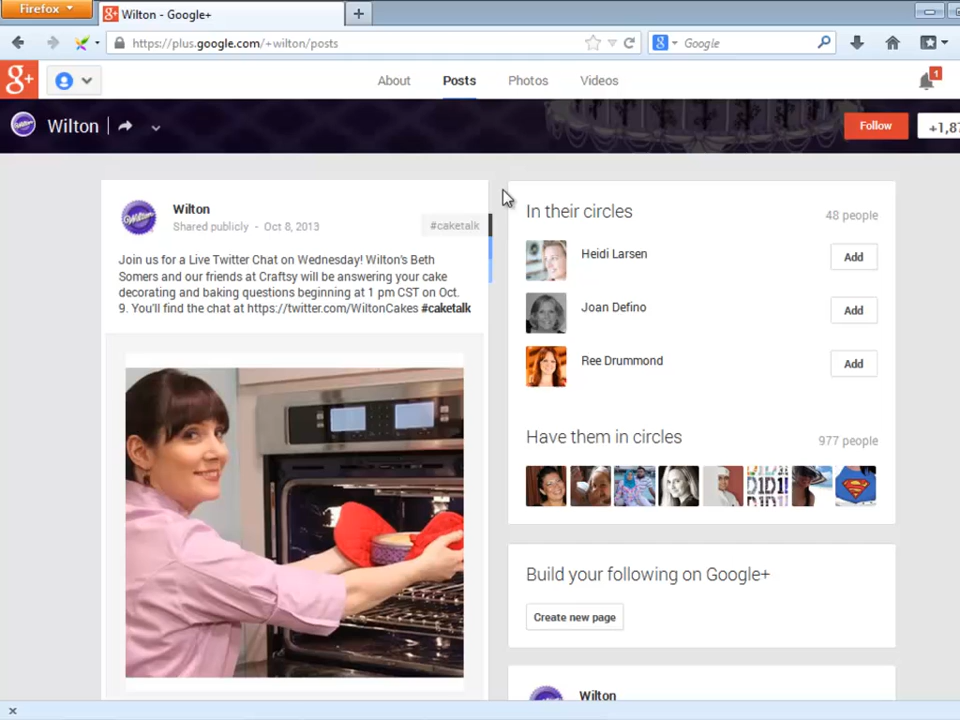 Firefox
Wilton - Google+
https://plus.google.com/+wilton/posts
Google
g+
About
Posts
Photos
Videos
1
Wilton
Follow
+1,87
Wilton
Shared publicly - Oct 8, 2013
#caketalk
Join us for a Live Twitter Chat on Wednesday! Wilton's Beth
Somers and our friends at Craftsy will be answering your cake
decorating and baking questions beginning at 1 pm CST on Oct.
9. You'll find the chat at https://twitter.com/WiltonCakes #caketalk
In their circles
48 people
Heidi Larsen
Add
Joan Defino
Add
Ree Drummond
Add
Have them in circles
977 people
Build your following on Google+
Create new page
Wilton